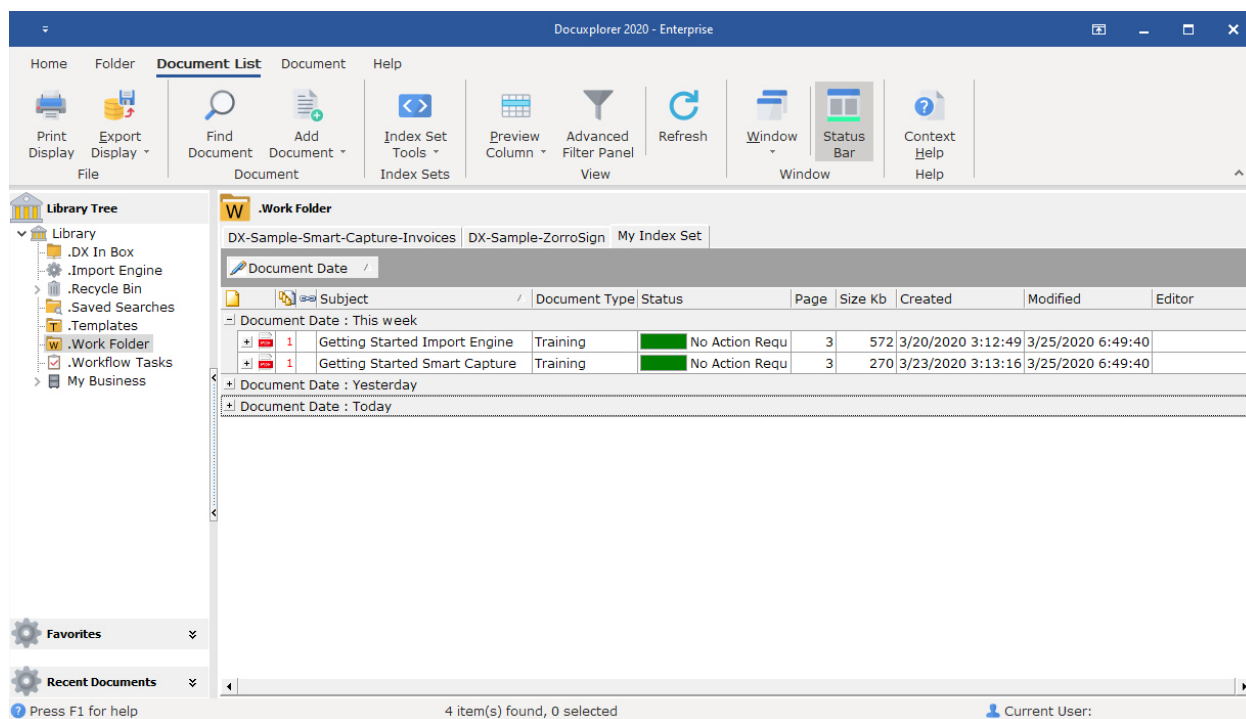 Docuxplorer 2020 - Enterprise
Home Folder Document List Document Help
Print Display Export Display Find Document Add Document Index Set Tools Preview Column Advanced Filter Panel Refresh Window Status Bar Context Help
File Document Index Sets View Window Help
Library Tree
Library
.DX In Box
.Import Engine
.Recycle Bin
.Saved Searches
.Templates
.Work Folder
.Workflow Tasks
My Business
Favorites
Recent Documents
W .Work Folder
DX-Sample-Smart-Capture-Invoices DX-Sample-ZorroSign My Index Set
Document Date
Subject Document Type Status Page Size Kb Created Modified Editor
Document Date : This week
1 Getting Started Import Engine Training No Action Requ 3 572 3/20/2020 3:12:49 3/25/2020 6:49:40
1 Getting Started Smart Capture Training No Action Requ 3 270 3/23/2020 3:13:16 3/25/2020 6:49:40
Document Date : Yesterday
Document Date : Today
Press F1 for help 4 item(s) found, 0 selected Current User: